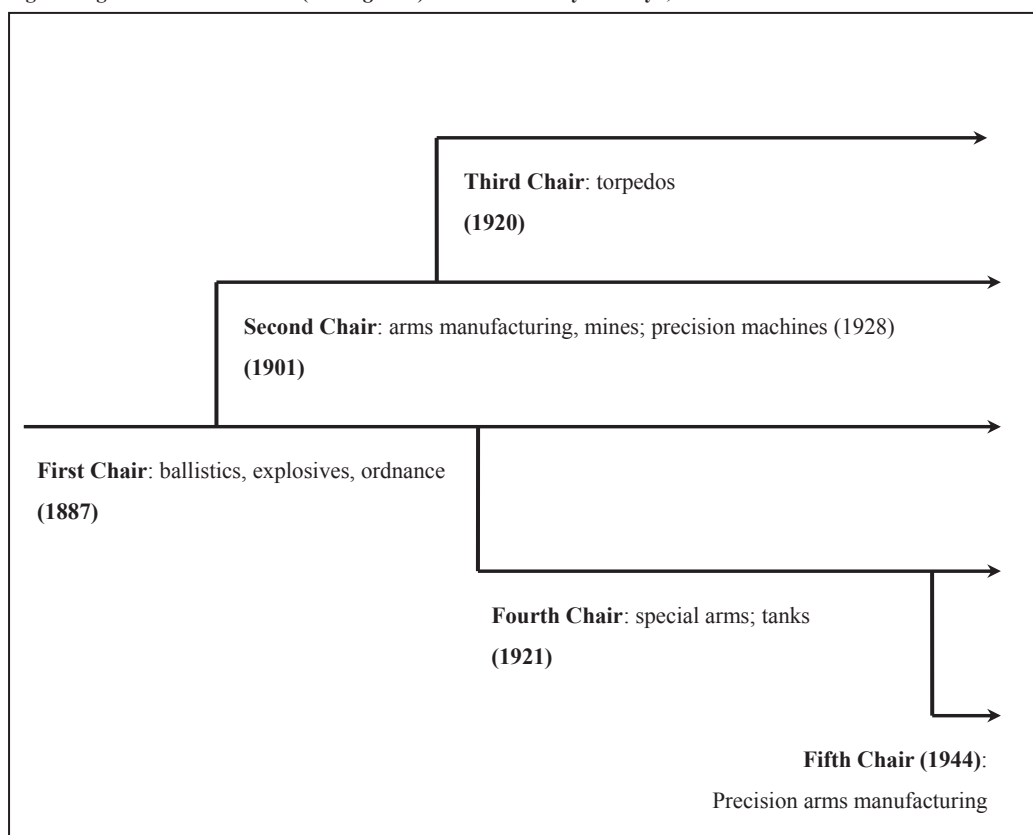 Third Chair: torpedos
(1920)
Second Chair: arms manufacturing, mines; precision machines (1928)
(1901)
First Chair: ballistics, explosives, ordnance
(1887)
Fourth Chair: special arms; tanks
(1921)
Fifth Chair (1944):
Precision arms manufacturing